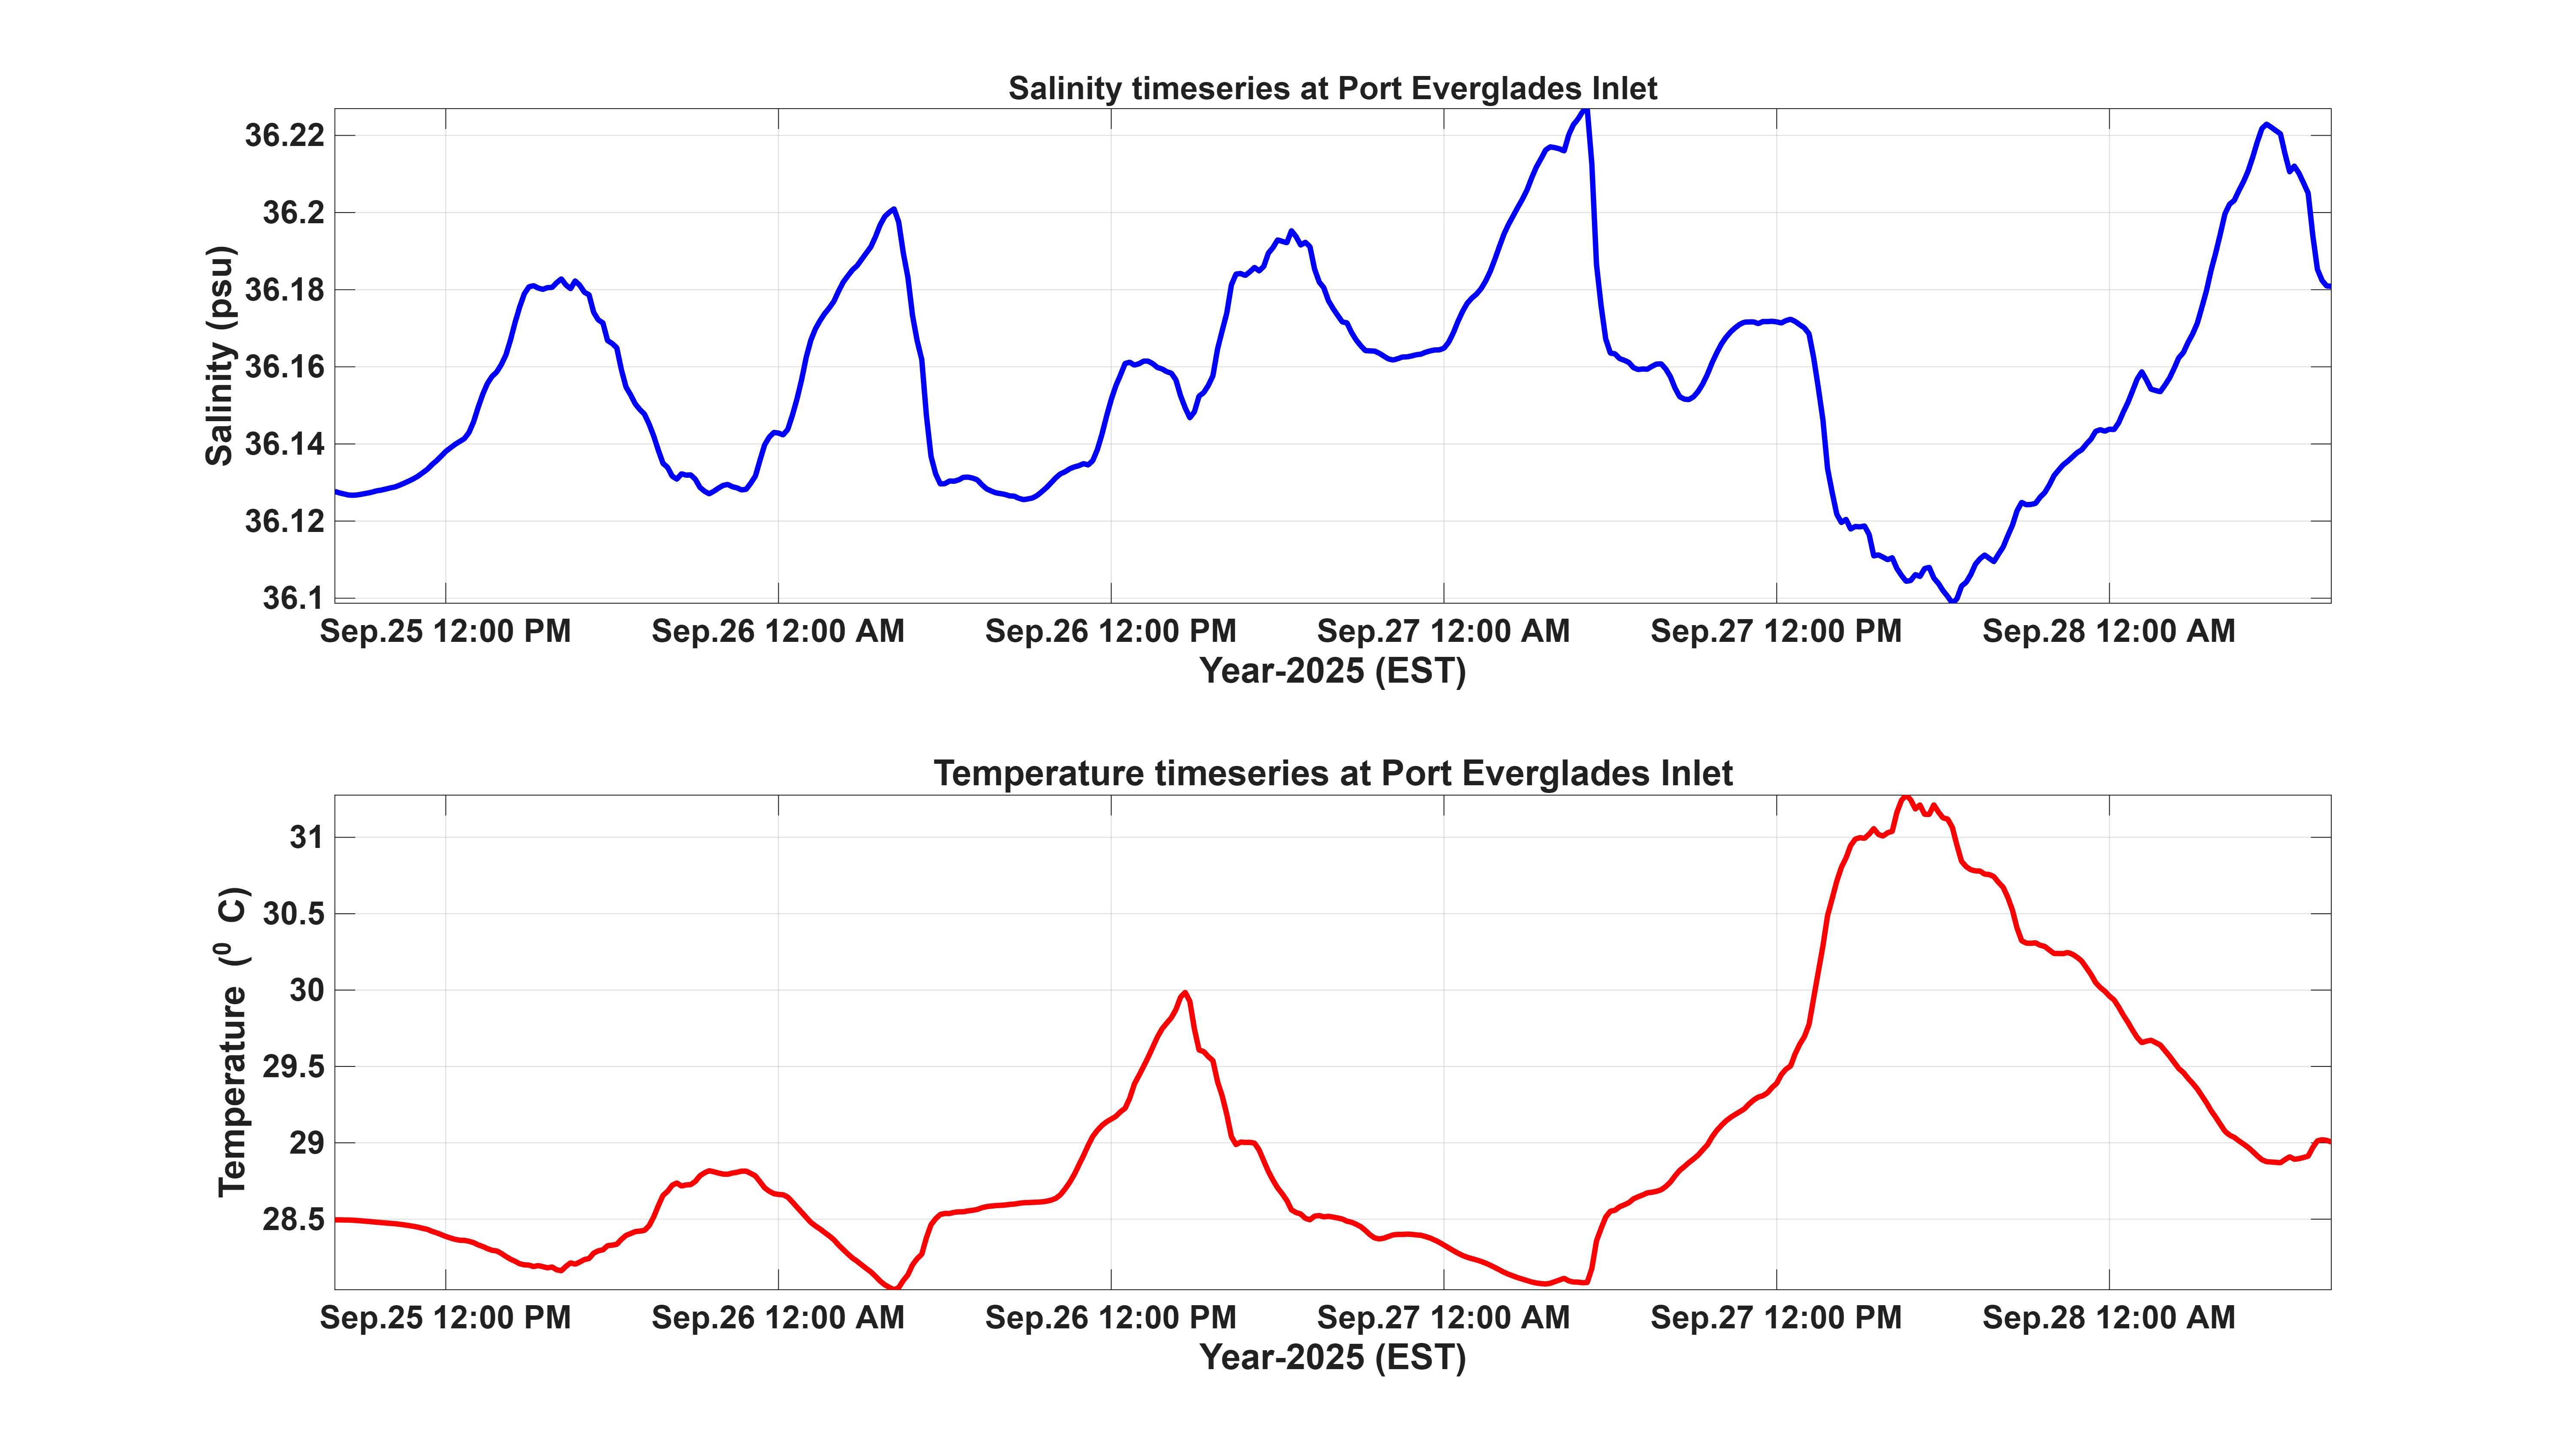 Salinity timeseries at Port Everglades Inlet
Salinity (psu)
36.22
36.2
36.18
36.16
36.14
36.12
36.1
Sep.25 12:00 PM Sep.26 12:00 AM Sep.26 12:00 PM Sep.27 12:00 AM Sep.27 12:00 PM Sep.28 12:00 AM
Year-2025 (EST)
Temperature timeseries at Port Everglades Inlet
Temperature (⁰ C)
31
30.5
30
29.5
29
28.5
Sep.25 12:00 PM Sep.26 12:00 AM Sep.26 12:00 PM Sep.27 12:00 AM Sep.27 12:00 PM Sep.28 12:00 AM
Year-2025 (EST)